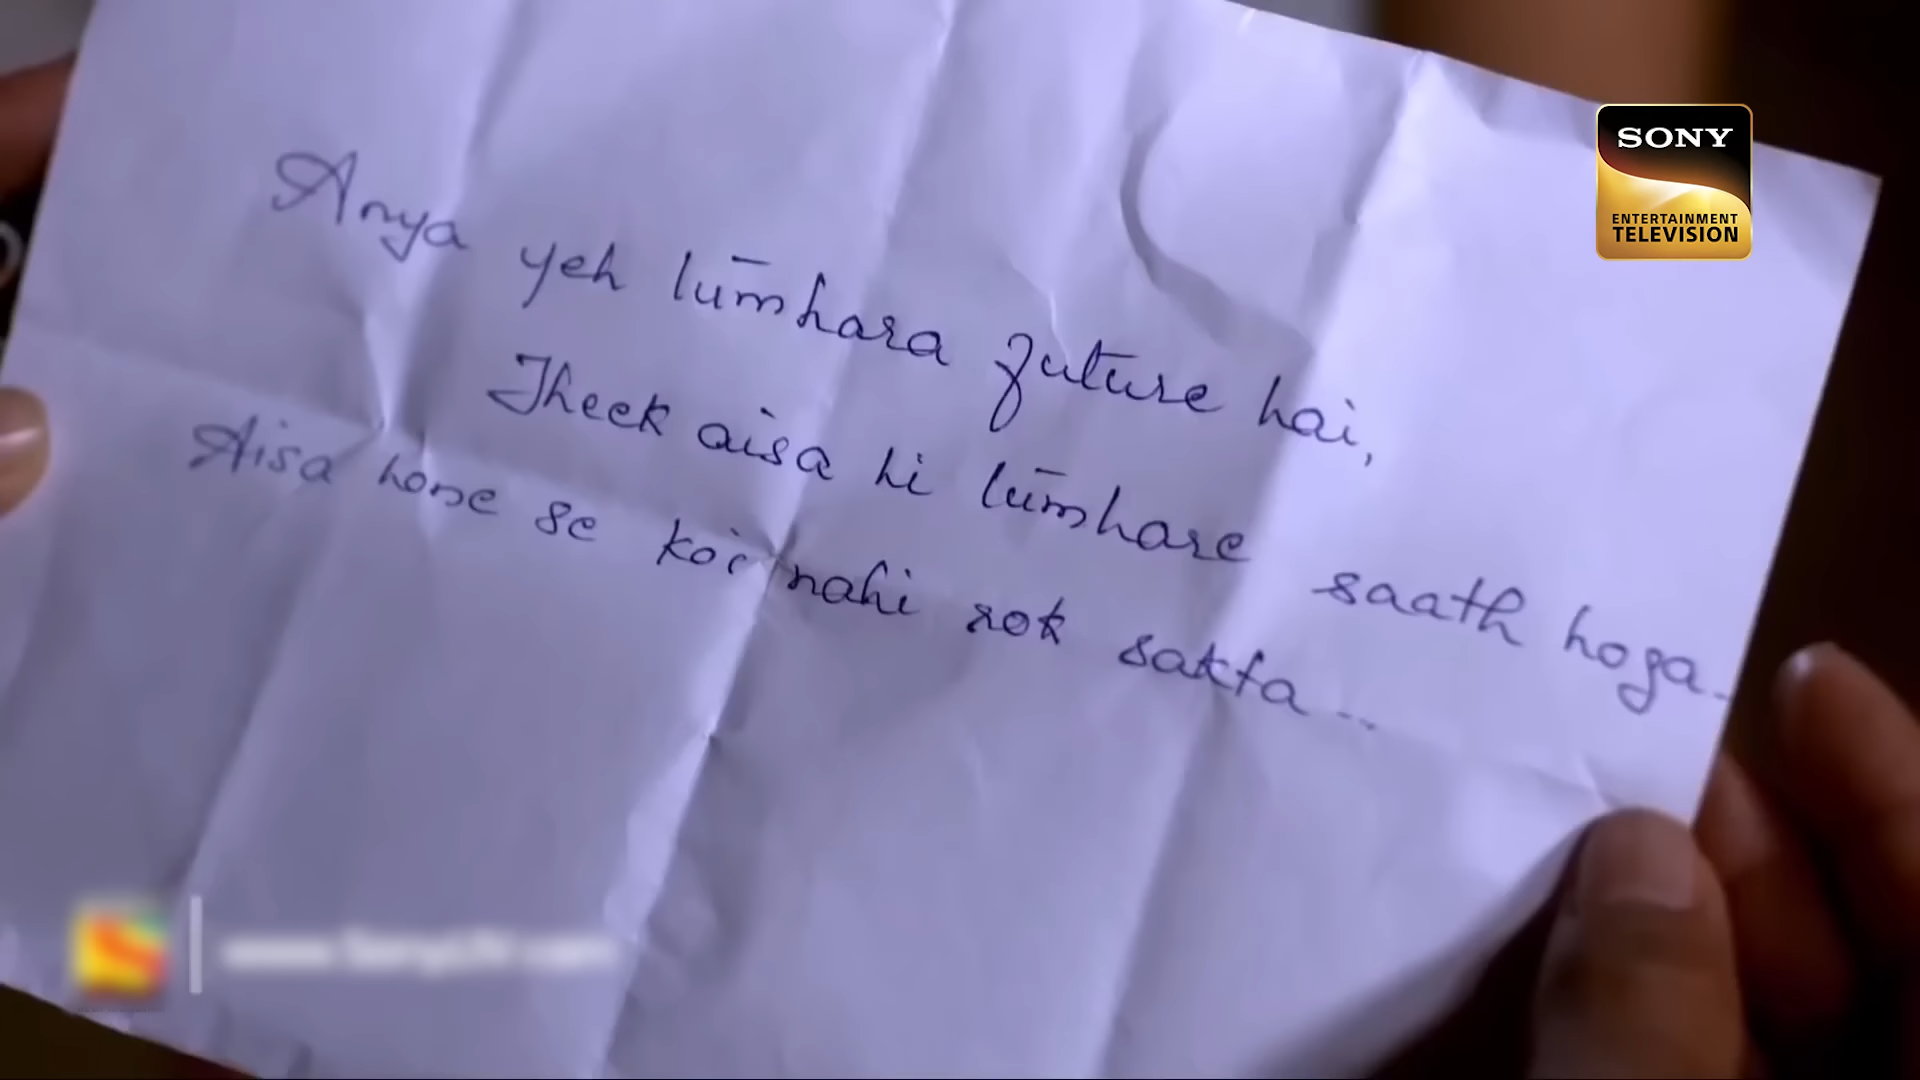 SONY
ENTERTAINMENT
TELEVISION
Anya yeh tumhara future hai,
Theek aisa hi tumhare saath hoga..
Aisa hone se koi nahi rok sakta...